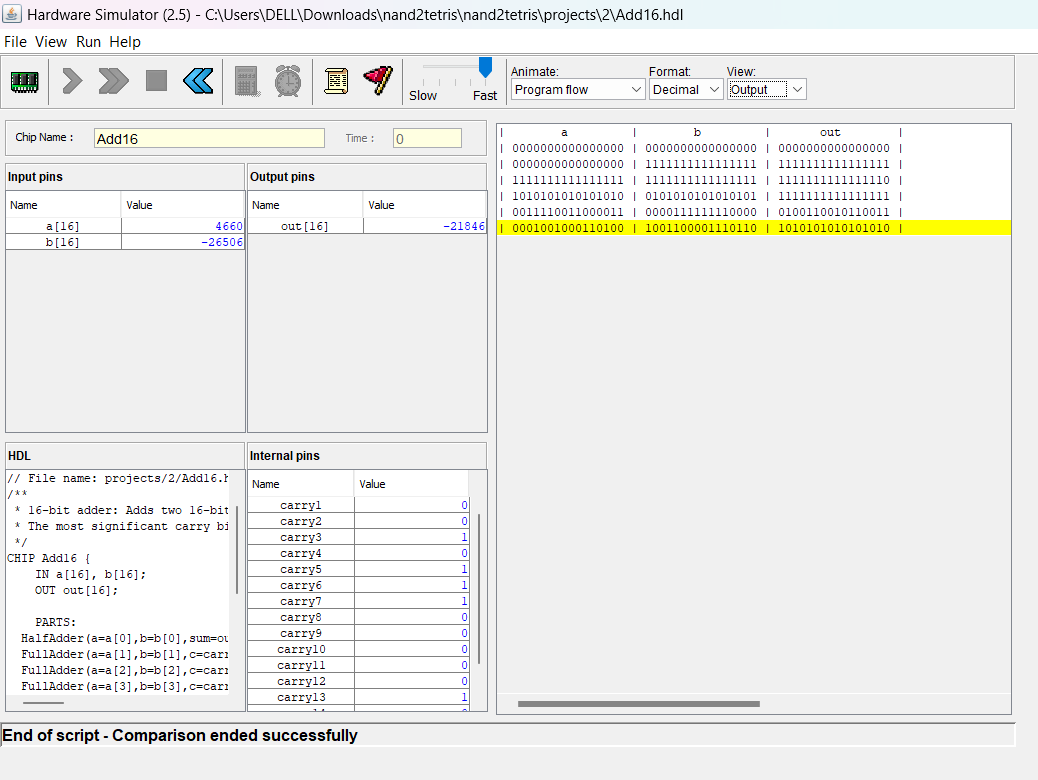 Hardware Simulator (2.5) - C:\Users\DELL\Downloads\nand2tetris\nand2tetris\projects\2\Add16.hdl
File View Run Help
Slow Fast
Animate: Format: View:
Program flow Decimal Output
Chip Name : Add16 Time : 0
Input pins
Name Value
a[16] 4660
b[16] -26506
Output pins
Name Value
out[16] -21846
HDL
// File name: projects/2/Add16.h
/**
* 16-bit adder: Adds two 16-bit
* The most significant carry bi
*/
CHIP Add16 {
IN a[16], b[16];
OUT out[16];
PARTS:
HalfAdder(a=a[0],b=b[0],sum=ou
FullAdder(a=a[1],b=b[1],c=carr
FullAdder(a=a[2],b=b[2],c=carr
FullAdder(a=a[3],b=b[3],c=carr
Internal pins
Name Value
carry1 0
carry2 0
carry3 1
carry4 0
carry5 1
carry6 1
carry7 1
carry8 0
carry9 0
carry10 0
carry11 0
carry12 0
carry13 1
| a | b | out |
| 0000000000000000 | 0000000000000000 | 0000000000000000 |
| 0000000000000000 | 1111111111111111 | 1111111111111111 |
| 1111111111111111 | 1111111111111111 | 1111111111111110 |
| 1010101010101010 | 0101010101010101 | 1111111111111111 |
| 0011110011000011 | 0000111111110000 | 0100110010110011 |
| 0001001000110100 | 1001100001110110 | 1010101010101010 |
End of script - Comparison ended successfully